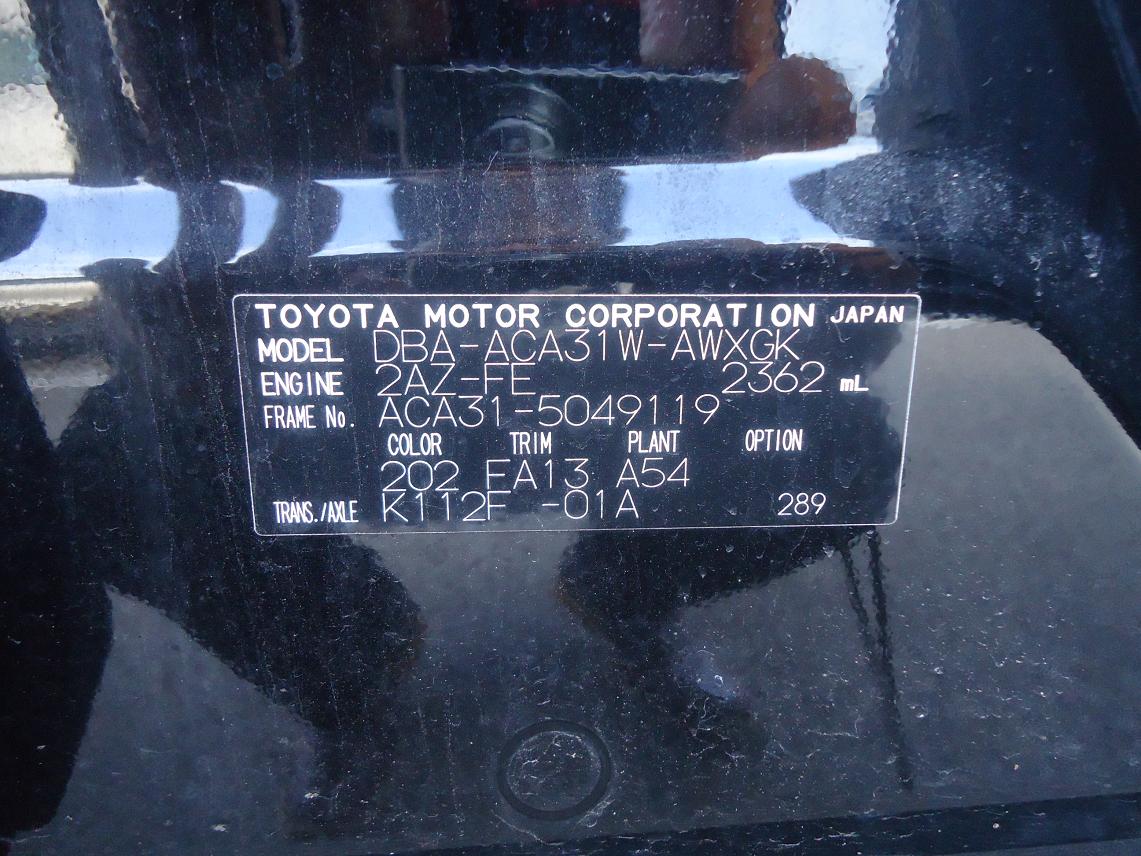 TOYOTA MOTOR CORPORATION JAPAN
MODEL DBA-ACA31W-AWXGK
ENGINE 2AZ-FE 2362 mL
FRAME No. ACA31-5049119
COLOR TRIM PLANT OPTION
202 FA13 A54
TRANS./AXLE K112F -01A 289